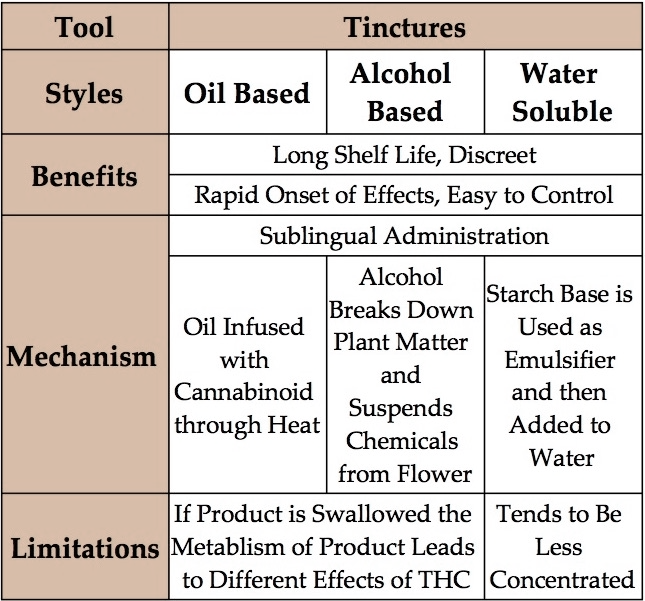 Tool
Tinctures
Styles
Oil Based
Alcohol
Based
Water
Soluble
Benefits
Long Shelf Life, Discreet
Rapid Onset of Effects, Easy to Control
Mechanism
Sublingual Administration
Oil Infused
with
Cannabinoid
through Heat
Alcohol
Breaks Down
Plant Matter
and
Suspends
Chemicals
from Flower
Starch Base is
Used as
Emulsifier
and then
Added to
Water
Limitations
If Product is Swallowed the
Metablism of Product Leads
to Different Effects of THC
Tends to Be
Less
Concentrated